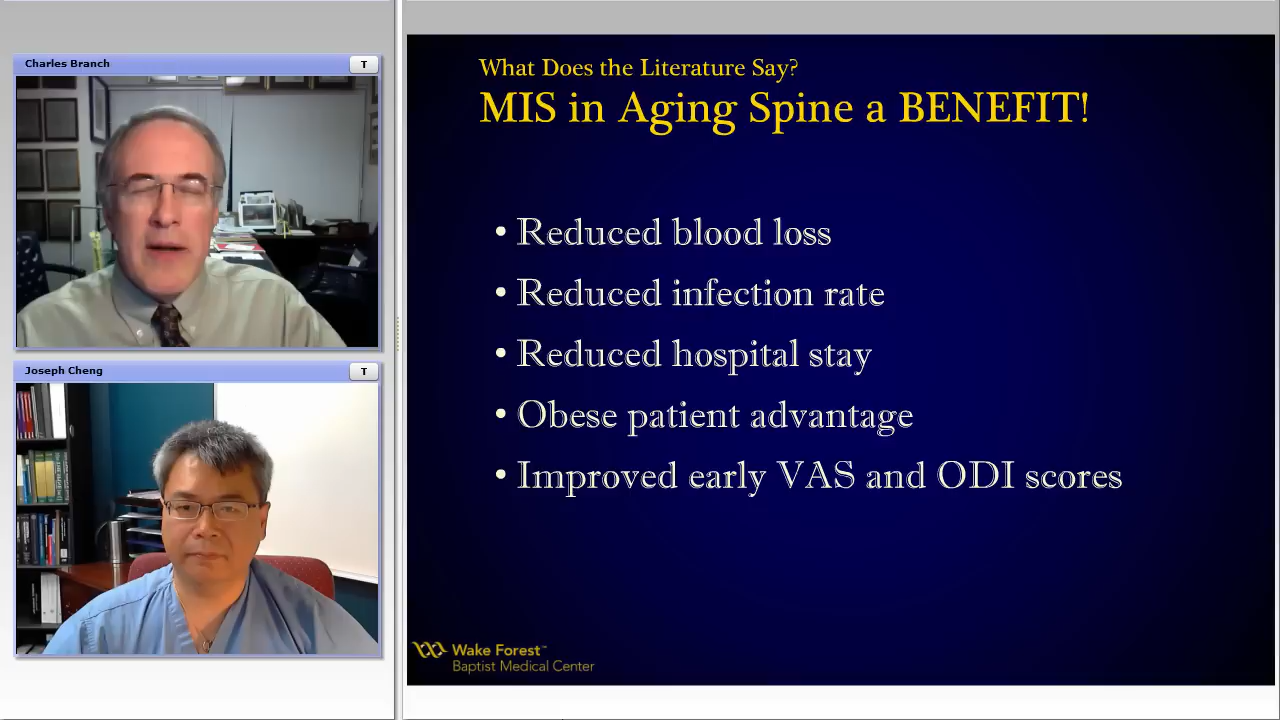 Charles Branch
T
Joseph Cheng
T
What Does the Literature Say?
MIS in Aging Spine a BENEFIT!
• Reduced blood loss
• Reduced infection rate
• Reduced hospital stay
• Obese patient advantage
• Improved early VAS and ODI scores
Wake Forest™
Baptist Medical Center